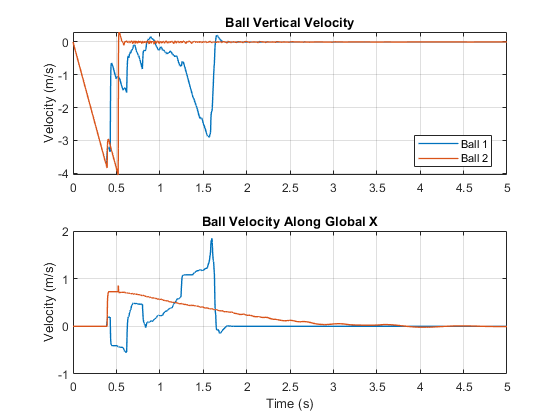 Ball Vertical Velocity
Velocity (m/s)
0
-1
-2
-3
-4
0 0.5 1 1.5 2 2.5 3 3.5 4 4.5 5
Ball 1
Ball 2
Ball Velocity Along Global X
Velocity (m/s)
2
1
0
-1
0 0.5 1 1.5 2 2.5 3 3.5 4 4.5 5
Time (s)